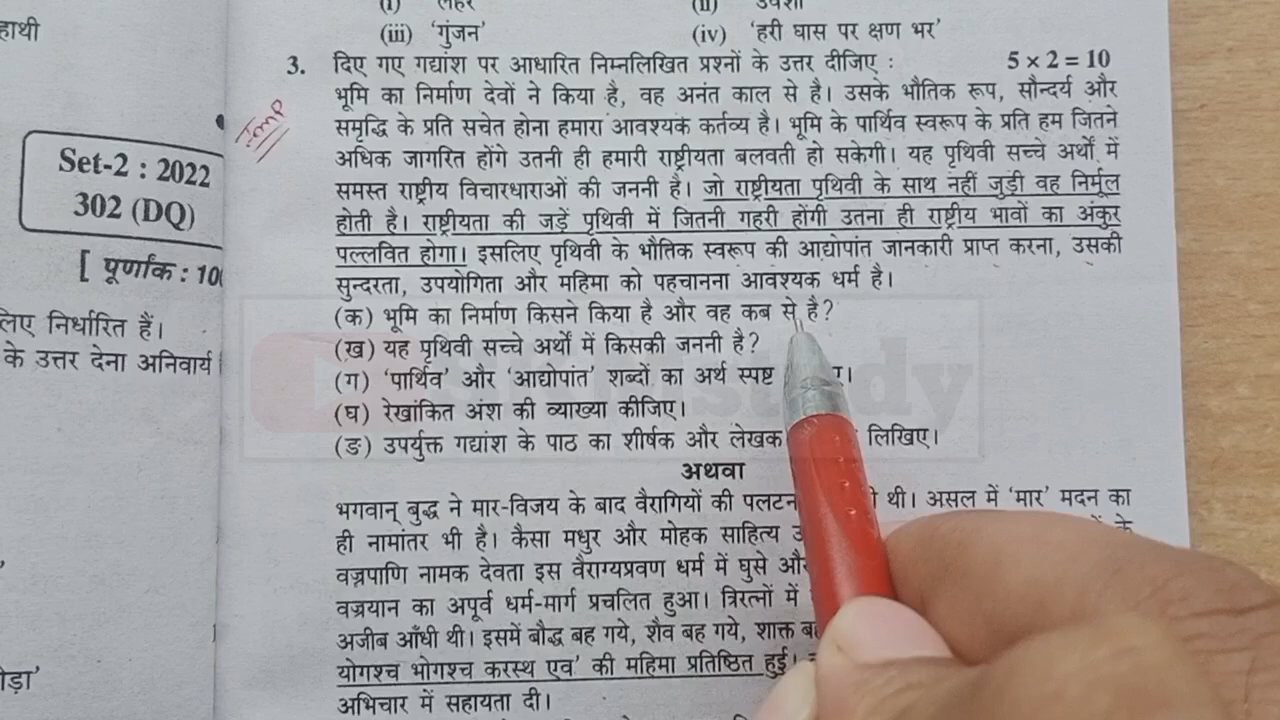 हाथी
Set-2 : 2022
302 (DQ)
[ पूर्णांक : 10
लिए निर्धारित हैं।
के उत्तर देना अनिवार्य
(i) लहर (ii) उर्वशी
(iii) 'गुंजन' (iv) 'हरी घास पर क्षण भर'
Imp
3. दिए गए गद्यांश पर आधारित निम्नलिखित प्रश्नों के उत्तर दीजिए : 5 × 2 = 10
भूमि का निर्माण देवों ने किया है, वह अनंत काल से है। उसके भौतिक रूप, सौन्दर्य और
समृद्धि के प्रति सचेत होना हमारा आवश्यक कर्तव्य है। भूमि के पार्थिव स्वरूप के प्रति हम जितने
अधिक जागरित होंगे उतनी ही हमारी राष्ट्रीयता बलवती हो सकेगी। यह पृथिवी सच्चे अर्थों में
समस्त राष्ट्रीय विचारधाराओं की जननी है। जो राष्ट्रीयता पृथिवी के साथ नहीं जुड़ी वह निर्मूल
होती है। राष्ट्रीयता की जड़ें पृथिवी में जितनी गहरी होंगी उतना ही राष्ट्रीय भावों का अंकुर
पल्लवित होगा। इसलिए पृथिवी के भौतिक स्वरूप की आद्योपांत जानकारी प्राप्त करना, उसकी
सुन्दरता, उपयोगिता और महिमा को पहचानना आवश्यक धर्म है।
(क) भूमि का निर्माण किसने किया है और वह कब से है?
(ख) यह पृथिवी सच्चे अर्थों में किसकी जननी है?
(ग) 'पार्थिव' और 'आद्योपांत' शब्दों का अर्थ स्पष्ट
(घ) रेखांकित अंश की व्याख्या कीजिए।
(ङ) उपर्युक्त गद्यांश के पाठ का शीर्षक और लेखक लिखिए।
अथवा
भगवान् बुद्ध ने मार-विजय के बाद वैरागियों की पलटन थी। असल में 'मार' मदन का
ही नामांतर भी है। कैसा मधुर और मोहक साहित्य
वज्रपाणि नामक देवता इस वैराग्यप्रवण धर्म में घुसे
वज्रयान का अपूर्व धर्म-मार्ग प्रचलित हुआ। त्रिरत्नों में
अजीब आँधी थी। इसमें बौद्ध बह गये, शैव बह गये, शाक्त
योगश्च भोगश्च करस्थ एव' की महिमा प्रतिष्ठित हुई।
अभिचार में सहायता दी।